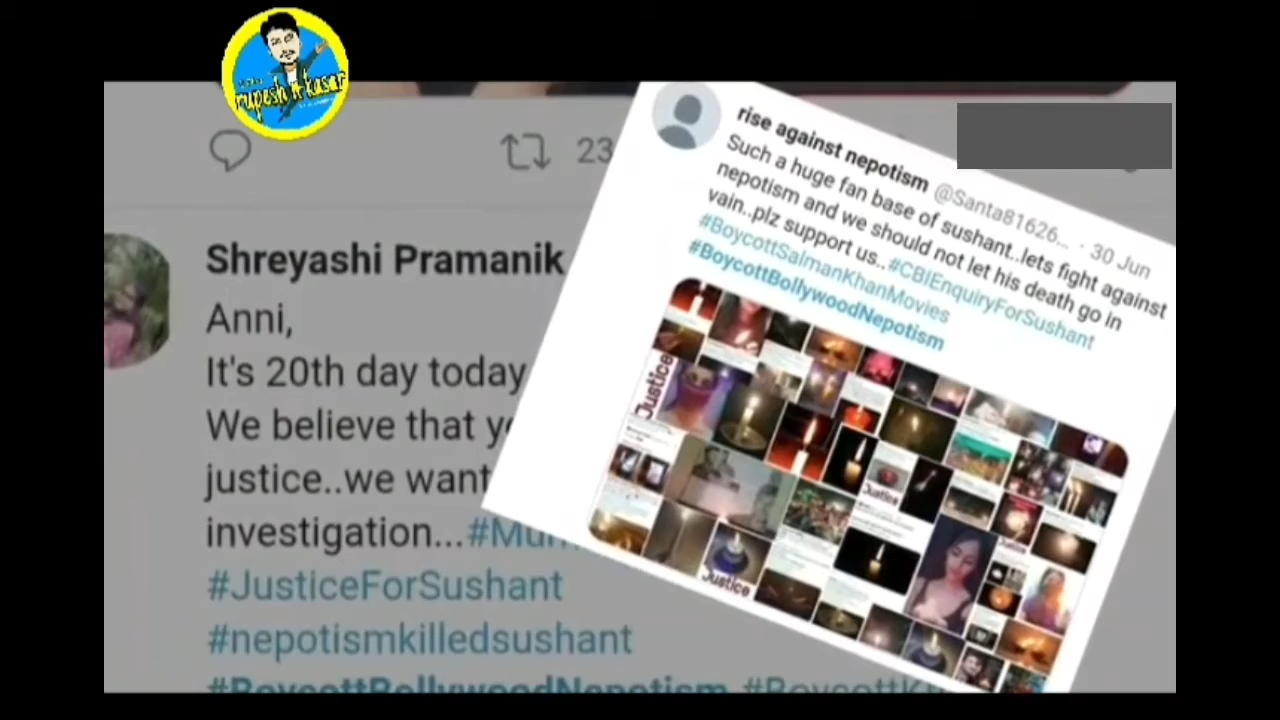 rupesh R kasar
23
rise against nepotism @Santa81626... · 30 Jun
Such a huge fan base of sushant..lets fight against
nepotism and we should not let his death go in
vain..plz support us..#CBIEnquiryForSushant
#BoycottSalmanKhanMovies
#BoycottBollywoodNepotism
Justice
Justice
Justice
Shreyashi Pramanik
Anni,
It's 20th day today
We believe that
justice..we want
investigation...
#JusticeForSushant
#nepotismkilledsushant
#BoycottBollywoodNepotism